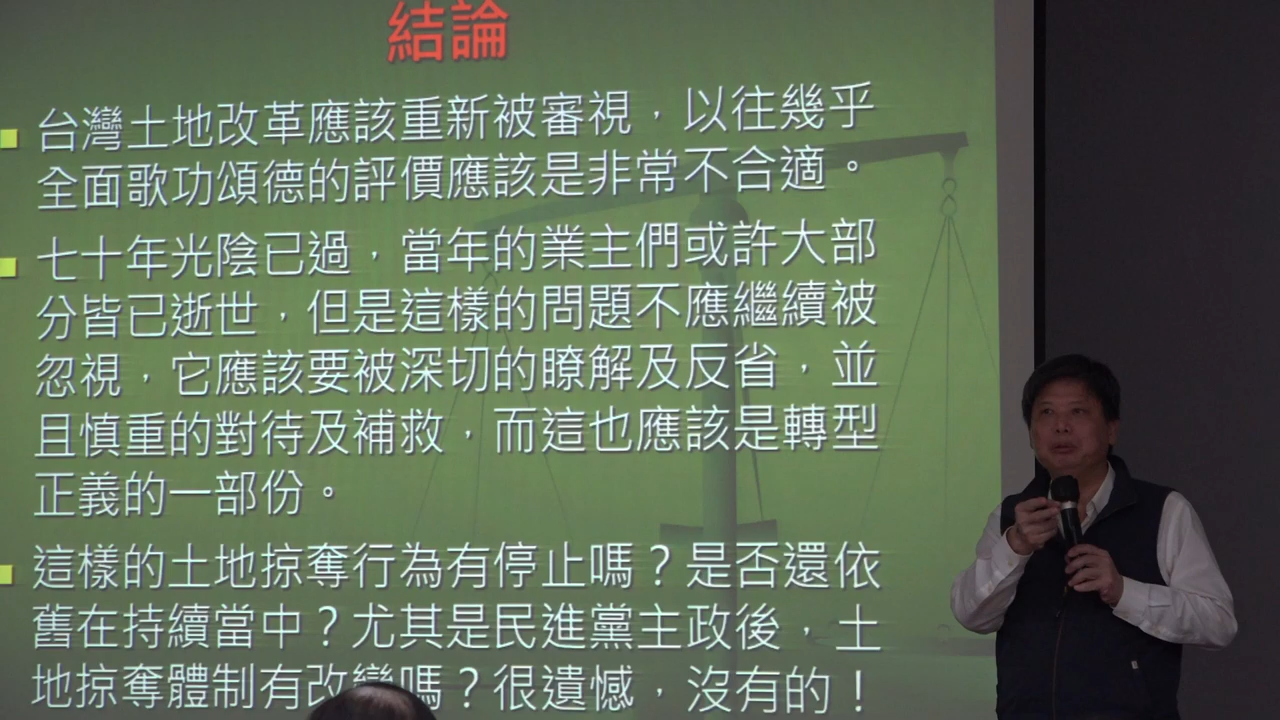 結論
台灣土地改革應該重新被審視，以往幾乎
全面歌功頌德的評價應該是非常不合適。
七十年光陰已過，當年的業主們或許大部
分皆已逝世，但是這樣的問題不應繼續被
忽視，它應該要被深切的瞭解及反省，並
且慎重的對待及補救，而這也應該是轉型
正義的一部份。
這樣的土地掠奪行為有停止嗎？是否還依
舊在持續當中？尤其是民進黨主政後，土
地掠奪體制有改變嗎？很遺憾，沒有的！